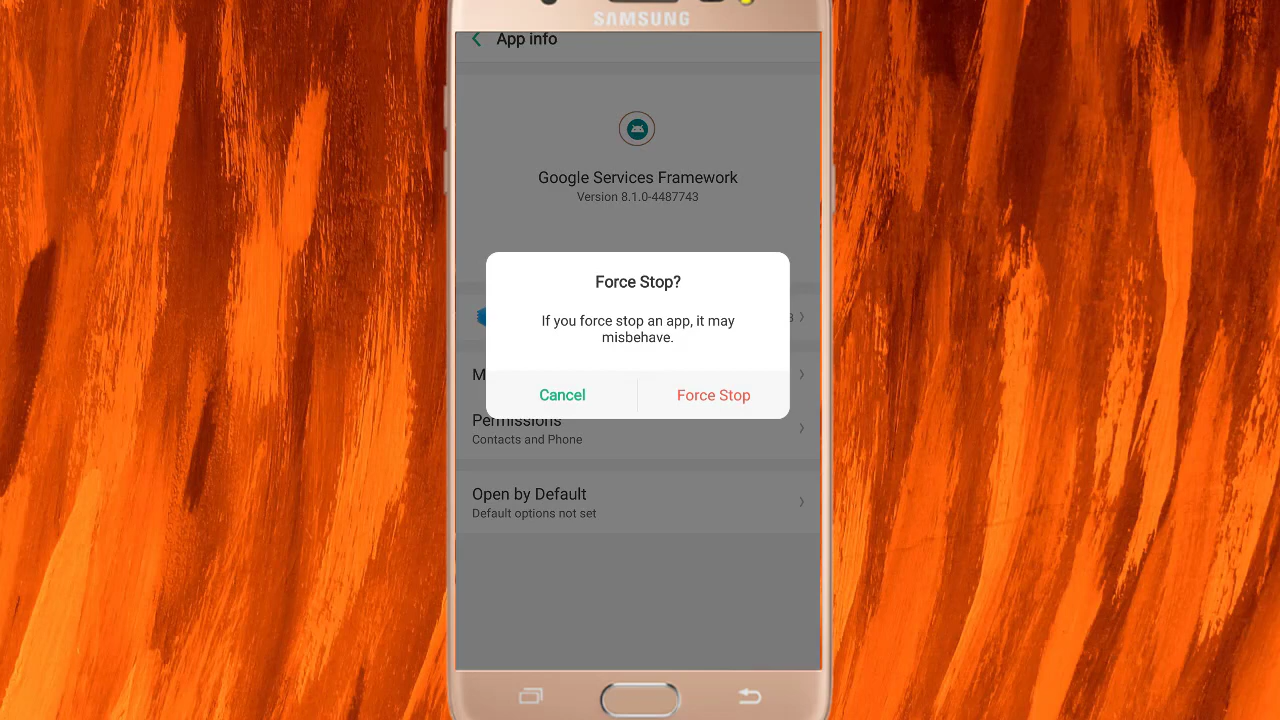 SAMSUNG
App info
Google Services Framework
Version 8.1.0-4487743
Force Stop?
If you force stop an app, it may
misbehave.
Cancel
Force Stop
Permissions
Contacts and Phone
Open by Default
Default options not set